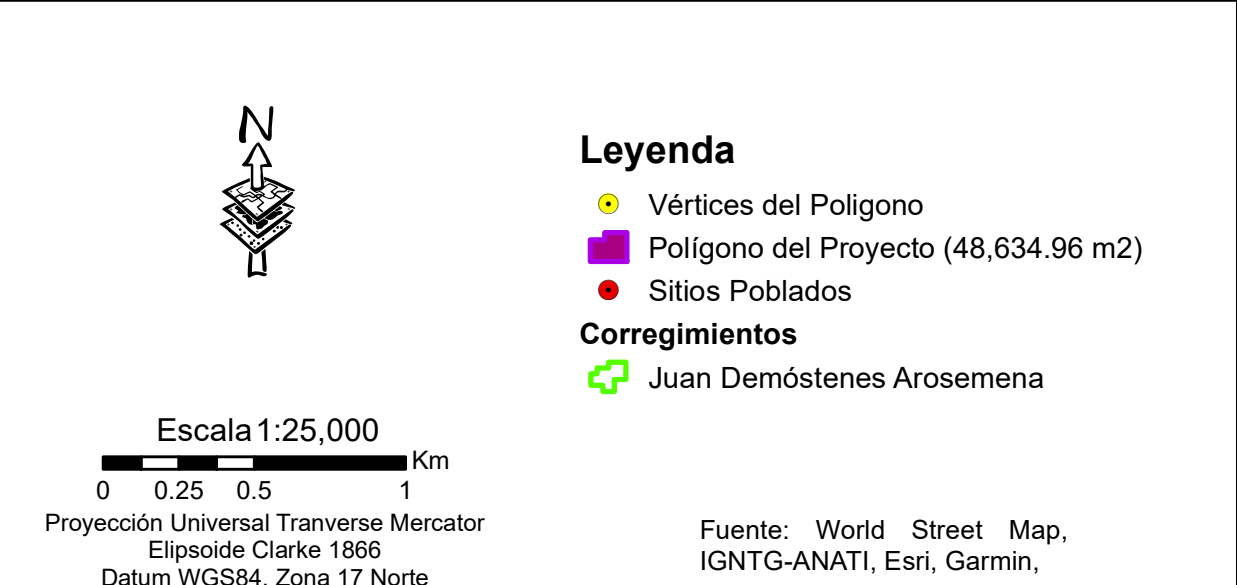 N
Leyenda
Vértices del Poligono
Polígono del Proyecto (48,634.96 m2)
Sitios Poblados
Corregimientos
Juan Demóstenes Arosemena
Escala 1:25,000
Km
0 0.25 0.5 1
Proyección Universal Tranverse Mercator
Elipsoide Clarke 1866
Datum WGS84, Zona 17 Norte
Fuente: World Street Map,
IGNTG-ANATI, Esri, Garmin,